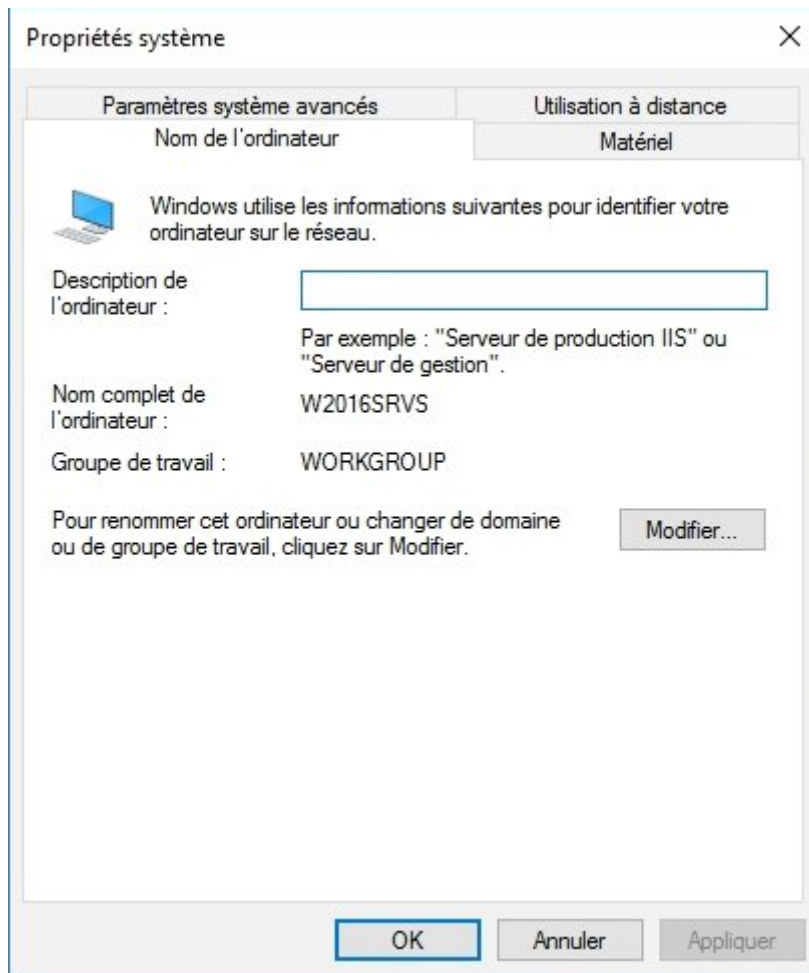 Propriétés système
Paramètres système avancés
Utilisation à distance
Nom de l'ordinateur
Matériel
Windows utilise les informations suivantes pour identifier votre
ordinateur sur le réseau.
Description de
l'ordinateur :
Par exemple : "Serveur de production IIS" ou
"Serveur de gestion".
Nom complet de
l'ordinateur :
W2016SRVS
Groupe de travail :
WORKGROUP
Pour renommer cet ordinateur ou changer de domaine
ou de groupe de travail, cliquez sur Modifier.
Modifier...
OK
Annuler
Appliquer